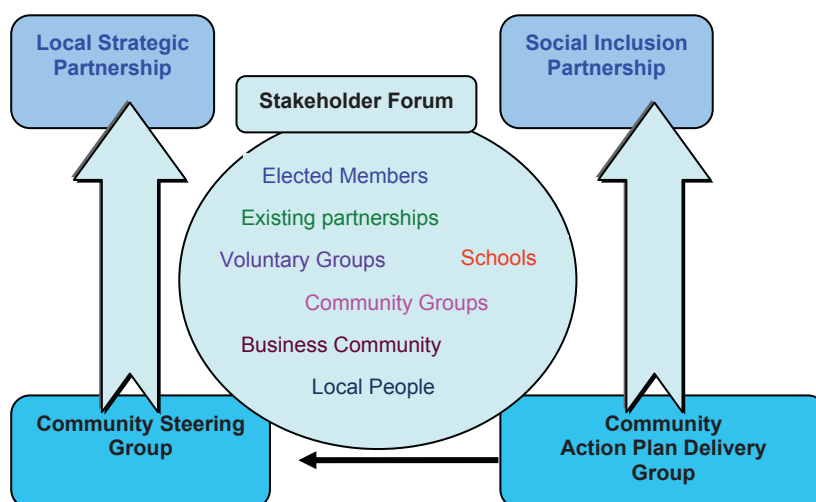 Local Strategic
Partnership
Social Inclusion
Partnership
Stakeholder Forum
Elected Members
Existing partnerships
Voluntary Groups
Schools
Community Groups
Business Community
Local People
Community Steering
Group
Community
Action Plan Delivery
Group